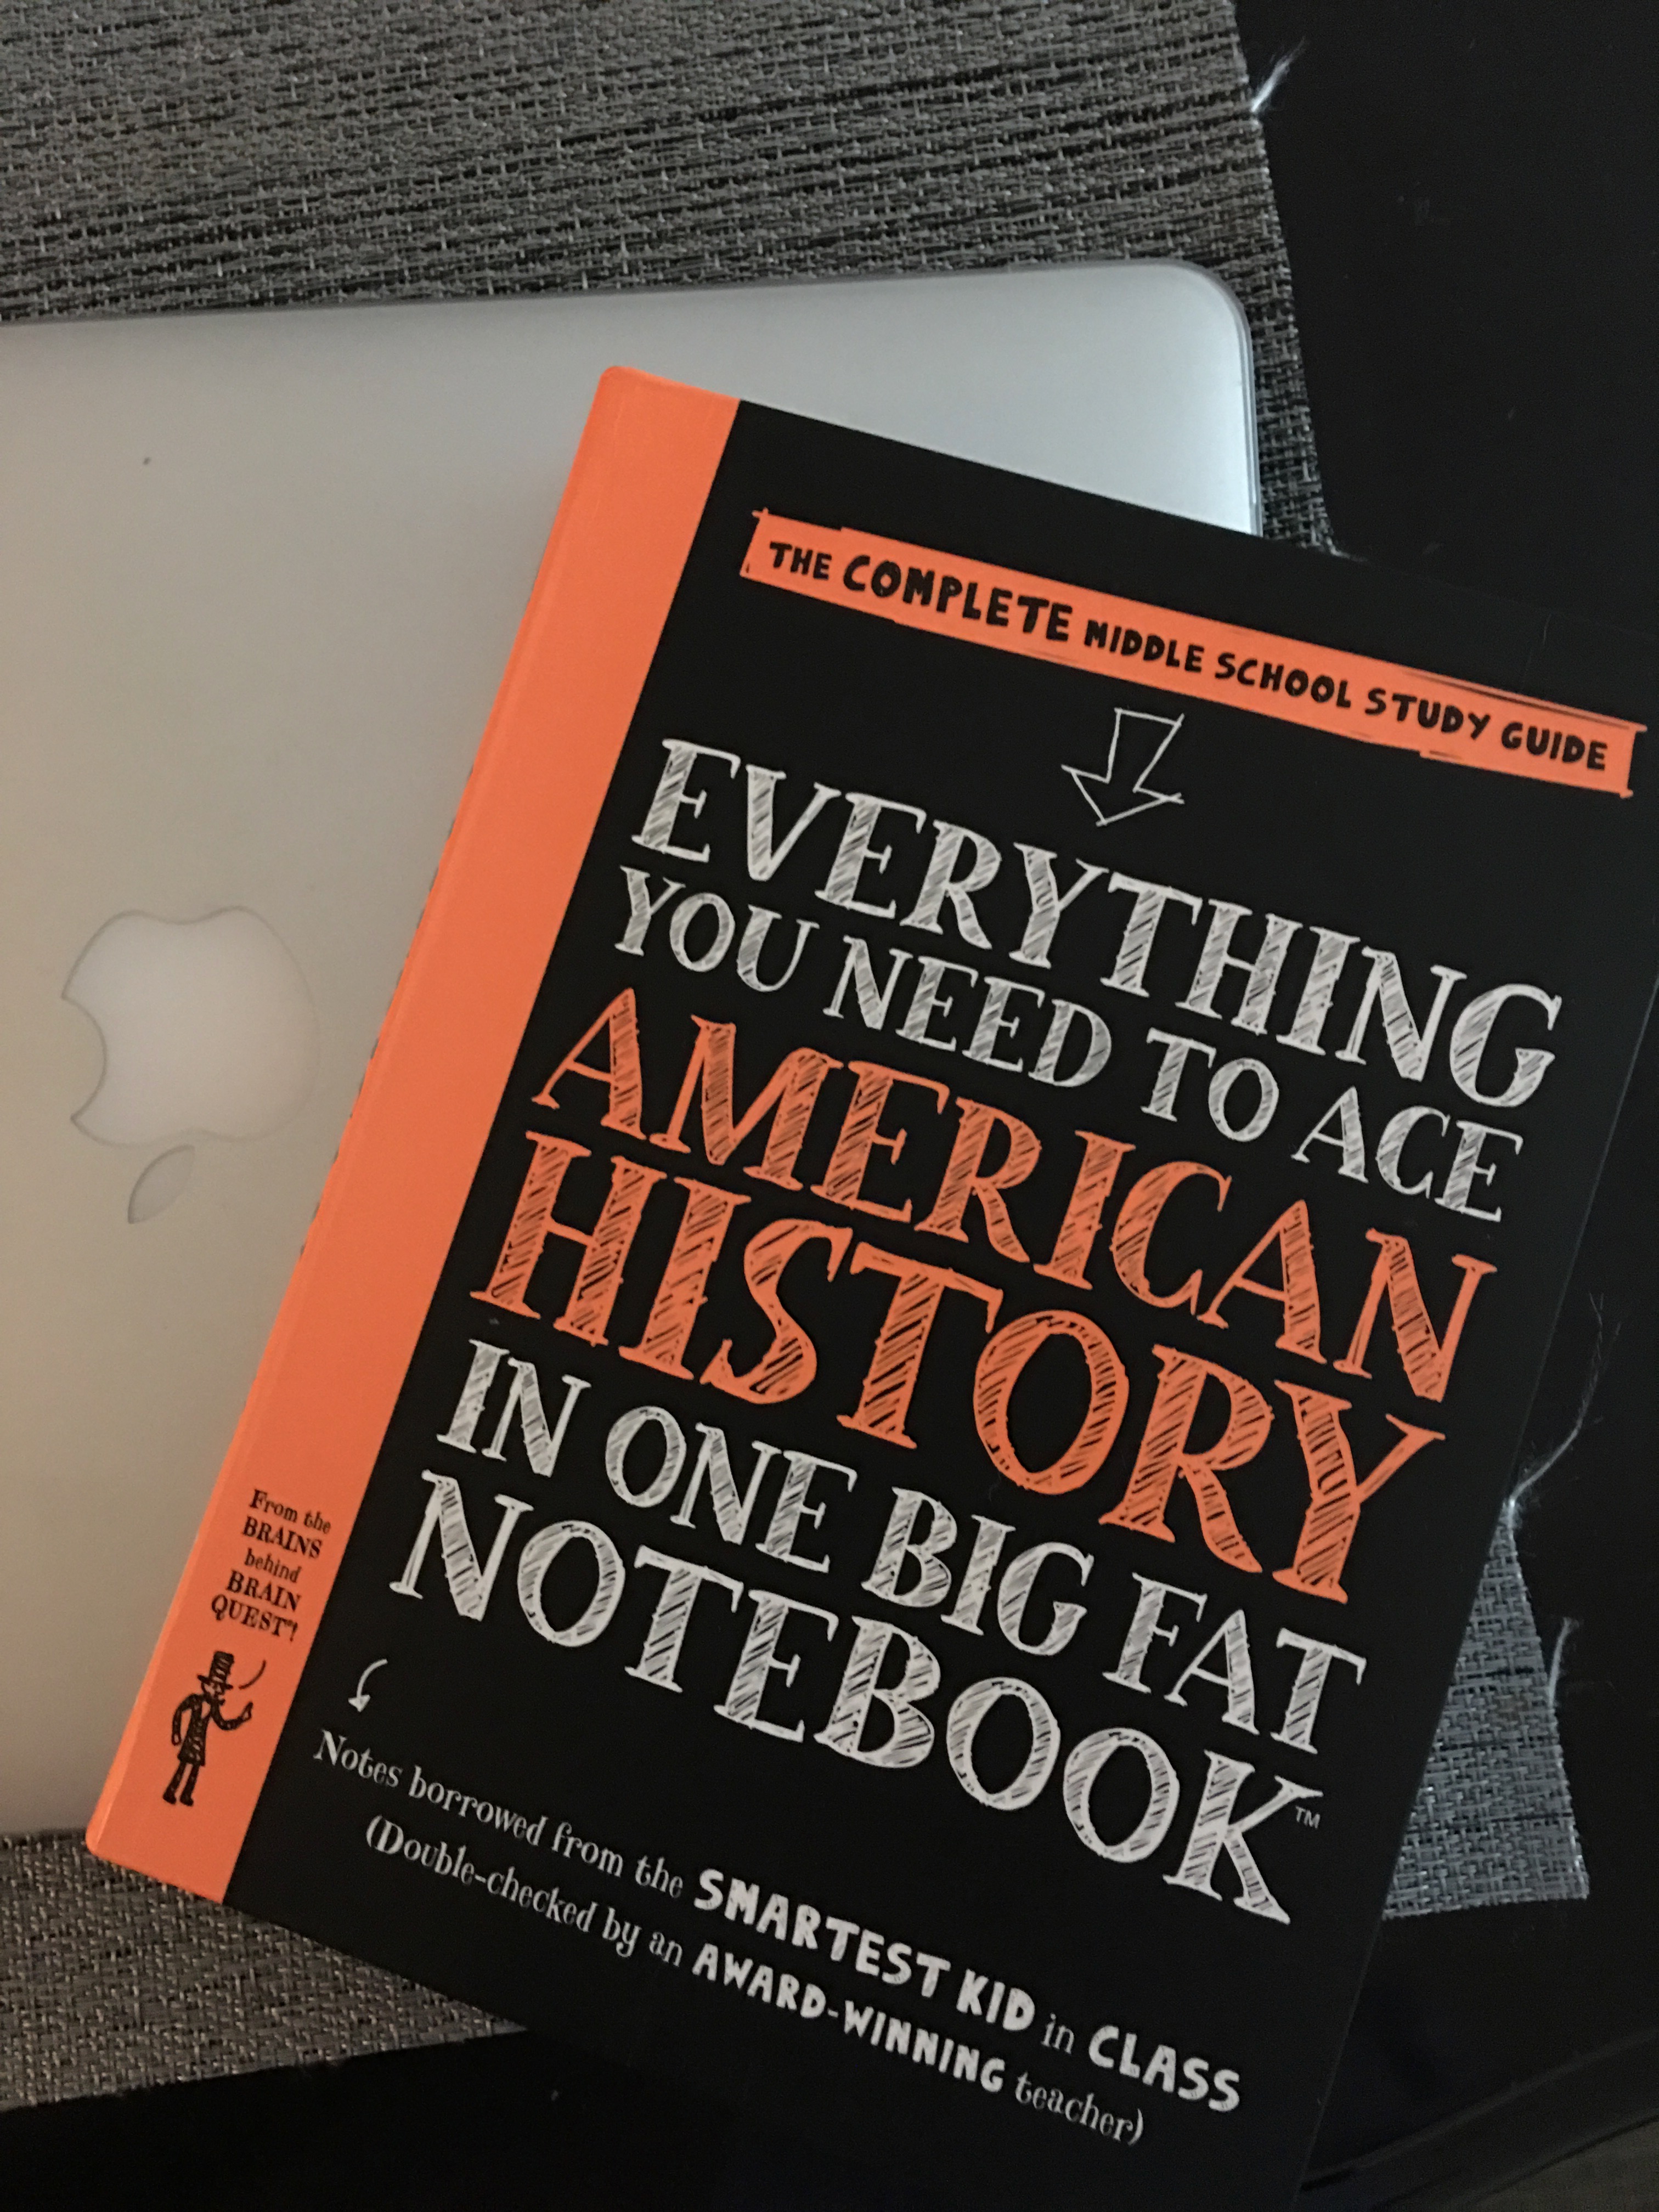 THE COMPLETE MIDDLE SCHOOL STUDY GUIDE
EVERYTHING
YOU NEED TO ACE
AMERICAN
HISTORY
IN ONE BIG FAT
NOTEBOOK™
From the
BRAINS
behind
BRAIN
QUEST®!
Notes borrowed from the SMARTEST KID in CLASS
(Double-checked by an AWARD-WINNING teacher)